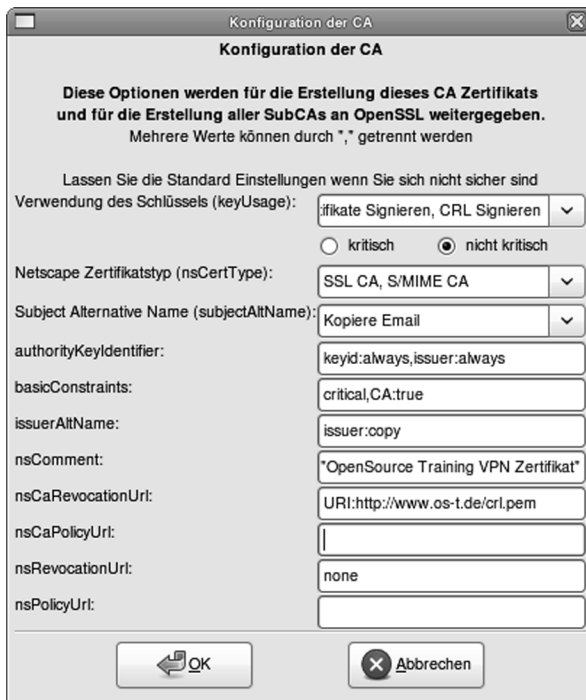 Konfiguration der CA
Konfiguration der CA
Diese Optionen werden für die Erstellung dieses CA Zertifikats
und für die Erstellung aller SubCAs an OpenSSL weitergegeben.
Mehrere Werte können durch "," getrennt werden
Lassen Sie die Standard Einstellungen wenn Sie sich nicht sicher sind
Verwendung des Schlüssels (keyUsage): :ifikate Signieren, CRL Signieren
kritisch nicht kritisch
Netscape Zertifikatstyp (nsCertType): SSL CA, S/MIME CA
Subject Alternative Name (subjectAltName): Kopiere Email
authorityKeyIdentifier: keyid:always,issuer:always
basicConstraints: critical,CA:true
issuerAltName: issuer:copy
nsComment: "OpenSource Training VPN Zertifikat"
nsCaRevocationUrl: URI:http://www.os-t.de/crl.pem
nsCaPolicyUrl:
nsRevocationUrl: none
nsPolicyUrl:
OK Abbrechen